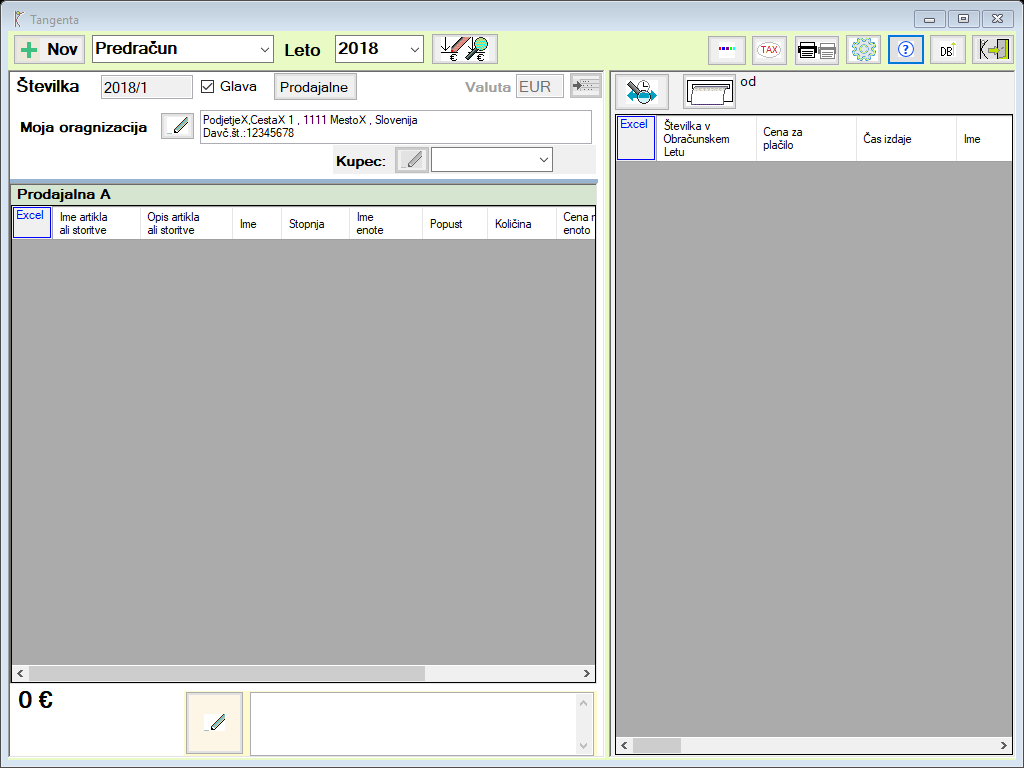 Tangenta
Nov
Predračun
Leto
2018
TAX
?
DB
Številka
2018/1
Glava
Prodajalne
Valuta
EUR
Moja oragnizacija
PodjetjeX,CestaX 1 , 1111 MestoX , Slovenija
Davč.št.:12345678
Kupec:
Prodajalna A
Excel
Ime artikla
ali storitve
Opis artikla
ali storitve
Ime
Stopnja
Ime
enote
Popust
Količina
Cena
enoto
0 €
od
Excel
Številka v
Obračunskem
Letu
Cena za
plačilo
Čas izdaje
Ime